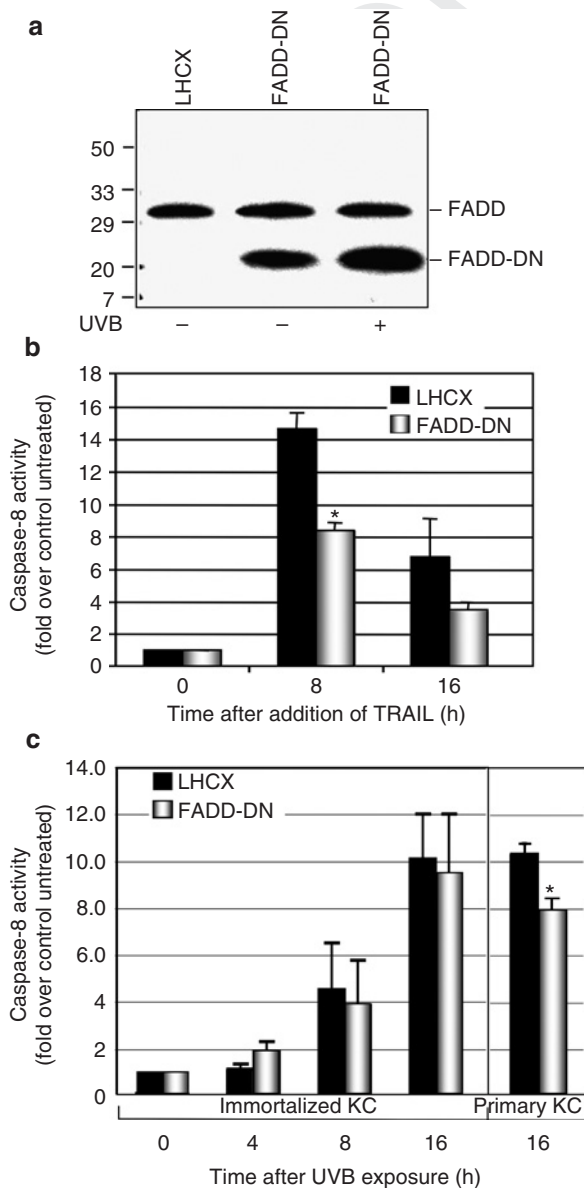 a
LHCX
FADD-DN
FADD-DN
50
33
29
20
7
FADD
FADD-DN
UVB – – +
b
18
16
14
12
10
8
6
4
2
0
Caspase-8 activity
(fold over control untreated)
LHCX
FADD-DN
*
0 8 16
Time after addition of TRAIL (h)
c
14.0
12.0
10.0
8.0
6.0
4
2
0
Caspase-8 activity
(fold over control untreated)
LHCX
FADD-DN
*
Immortalized KC Primary KC
0 4 8 16 16
Time after UVB exposure (h)